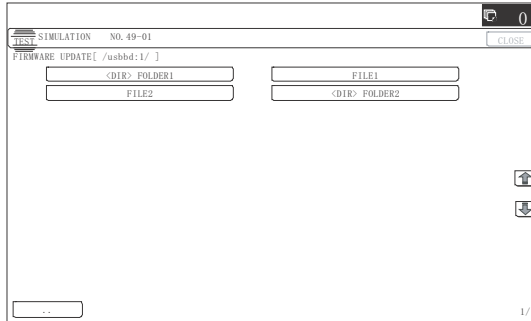 0
TEST SIMULATION NO. 49-01 CLOSE
FIRMWARE UPDATE[ /usbbd:1/ ]
<DIR> FOLDER1 FILE1
FILE2 <DIR> FOLDER2
.. 1/